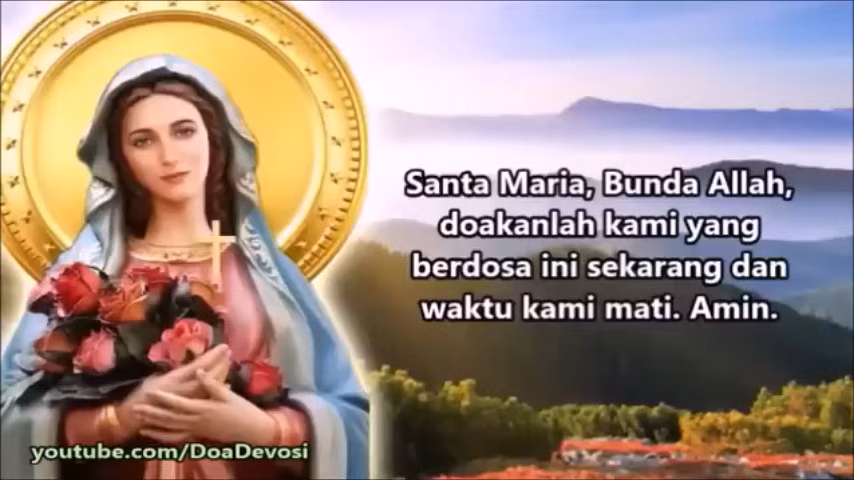 Santa Maria, Bunda Allah,
doakanlah kami yang
berdosa ini sekarang dan
waktu kami mati. Amin.
youtube.com/DoaDevosi